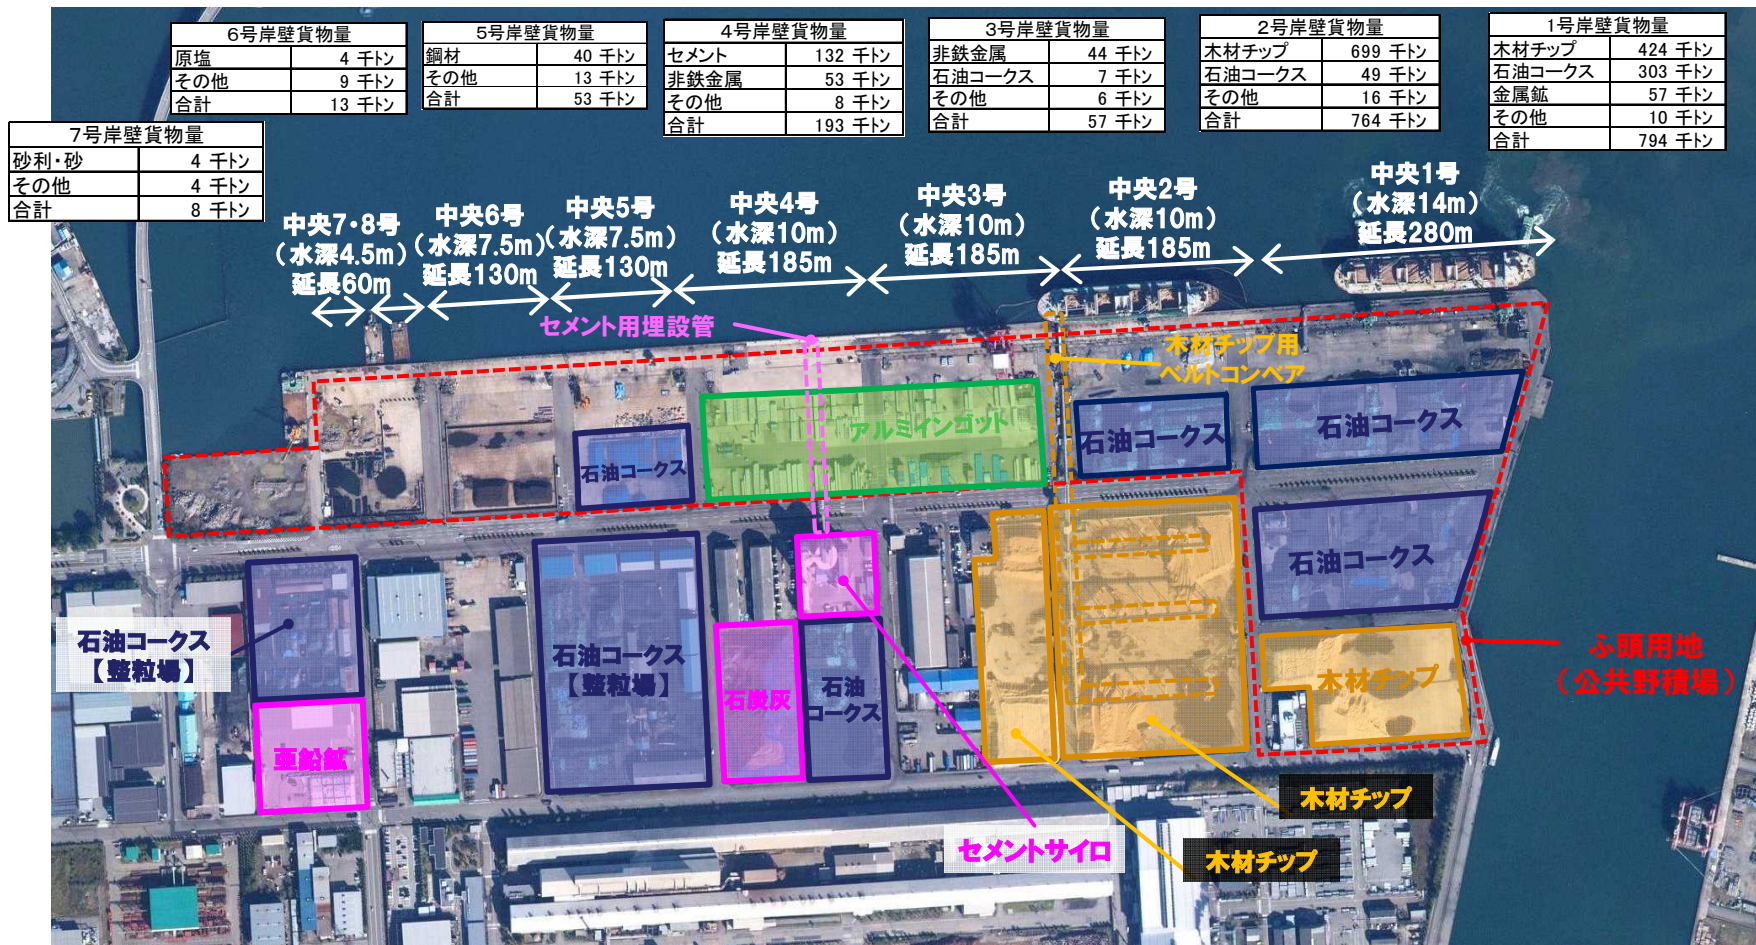 6号岸壁貨物量
原塩 4 千トン
その他 9 千トン
合計 13 千トン
5号岸壁貨物量
鋼材 40 千トン
その他 13 千トン
合計 53 千トン
4号岸壁貨物量
セメント 132 千トン
非鉄金属 53 千トン
その他 8 千トン
合計 193 千トン
3号岸壁貨物量
非鉄金属 44 千トン
石油コークス 7 千トン
その他 6 千トン
合計 57 千トン
2号岸壁貨物量
木材チップ 699 千トン
石油コークス 49 千トン
その他 16 千トン
合計 764 千トン
1号岸壁貨物量
木材チップ 424 千トン
石油コークス 303 千トン
金属鉱 57 千トン
その他 10 千トン
合計 794 千トン
7号岸壁貨物量
砂利・砂 4 千トン
その他 4 千トン
合計 8 千トン
中央7・8号
（水深4.5m）
延長60m
中央6号
（水深7.5m）
延長130m
中央5号
（水深7.5m）
延長130m
中央4号
（水深10m）
延長185m
中央3号
（水深10m）
延長185m
中央2号
（水深10m）
延長185m
中央1号
（水深14m）
延長280m
セメント用埋設管
木材チップ用
ベルトコンベア
アルミインゴット
石油コークス
石油コークス
石油コークス
石油コークス
石油コークス
【整粒場】
石油コークス
【整粒場】
石炭灰
石油
コークス
亜鉛鉱
木材チップ
ふ頭用地
（公共野積場）
木材チップ
木材チップ
セメントサイロ